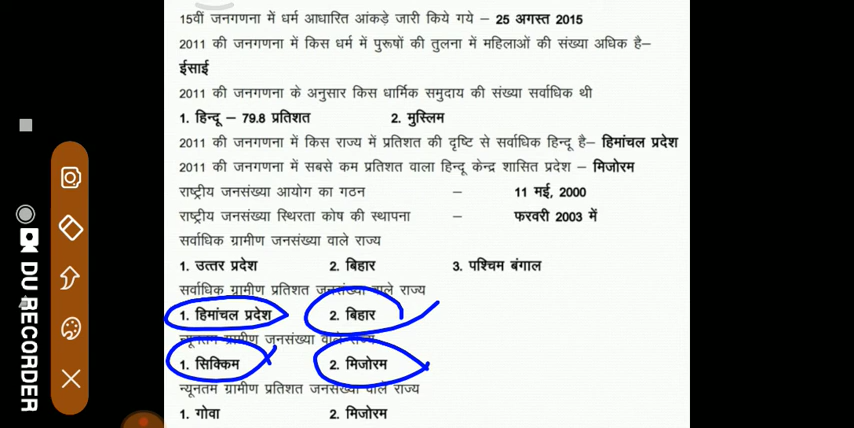 15वीं जनगणना में धर्म आधारित आंकड़े जारी किये गये – 25 अगस्त 2015
2011 की जनगणना में किस धर्म में पुरूषों की तुलना में महिलाओं की संख्या अधिक है–
ईसाई
2011 की जनगणना के अनुसार किस धार्मिक समुदाय की संख्या सर्वाधिक थी
1. हिन्दू – 79.8 प्रतिशत 2. मुस्लिम
2011 की जनगणना में किस राज्य में प्रतिशत की दृष्टि से सर्वाधिक हिन्दू है– हिमांचल प्रदेश
2011 की जनगणना में सबसे कम प्रतिशत वाला हिन्दू केन्द्र शासित प्रदेश – मिजोरम
राष्ट्रीय जनसंख्या आयोग का गठन – 11 मई, 2000
राष्ट्रीय जनसंख्या स्थिरता कोष की स्थापना – फरवरी 2003 में
सर्वाधिक ग्रामीण जनसंख्या वाले राज्य
1. उत्तर प्रदेश 2. बिहार 3. पश्चिम बंगाल
सर्वाधिक ग्रामीण प्रतिशत जनसंख्या वाले राज्य
1. हिमांचल प्रदेश 2. बिहार
न्यूनतम ग्रामीण जनसंख्या वाले राज्य
1. सिक्किम 2. मिजोरम
न्यूनतम ग्रामीण प्रतिशत जनसंख्या वाले राज्य
1. गोवा 2. मिजोरम
DU RECORDER